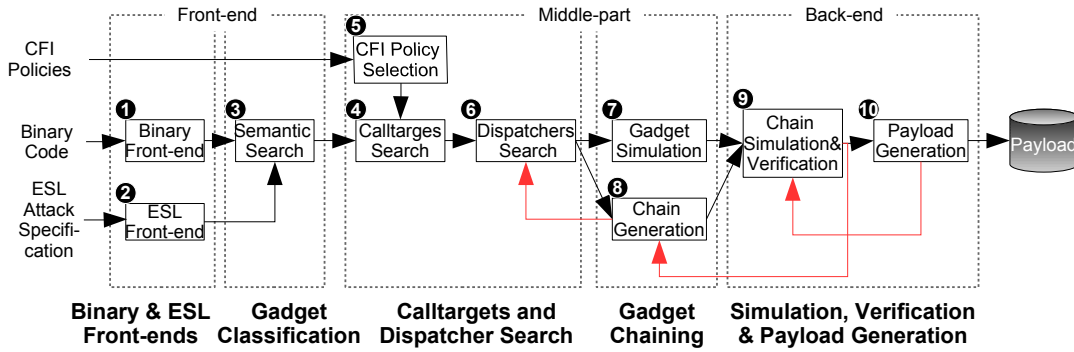 Front-end
Middle-part
Back-end
CFI
Policies
5
CFI Policy
Selection
Binary
Code
1
Binary
Front-end
3
Semantic
Search
4
Calltarges
Search
6
Dispatchers
Search
7
Gadget
Simulation
9
Chain
Simulation&
Verification
10
Payload
Generation
Payload
ESL
Attack
Specifi-
cation
2
ESL
Front-end
8
Chain
Generation
Binary & ESL
Front-ends
Gadget
Classification
Calltargets and
Dispatcher Search
Gadget
Chaining
Simulation, Verification
& Payload Generation